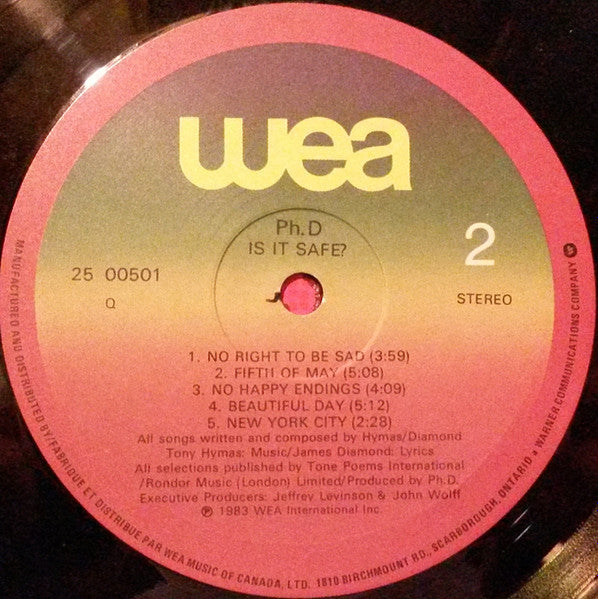 wea
Ph.D
IS IT SAFE?
2
25 00501
Q
STEREO
1. NO RIGHT TO BE SAD (3:59)
2. FIFTH OF MAY (5:08)
3. NO HAPPY ENDINGS (4:09)
4. BEAUTIFUL DAY (5:12)
5. NEW YORK CITY (2:28)
All songs written and composed by Hymas/Diamond
Tony Hymas: Music/James Diamond: Lyrics
All selections published by Tone Poems International
/Rondor Music (London) Limited/Produced by Ph.D.
Executive Producers: Jeffrey Levinson & John Wolff
℗ 1983 WEA International Inc.
MANUFACTURED AND DISTRIBUTED BY/FABRIQUE ET DISTRIBUE PAR WEA MUSIC OF CANADA, LTD. 1810 BIRCHMOUNT RD., SCARBOROUGH, ONTARIO a WARNER COMMUNICATIONS COMPANY